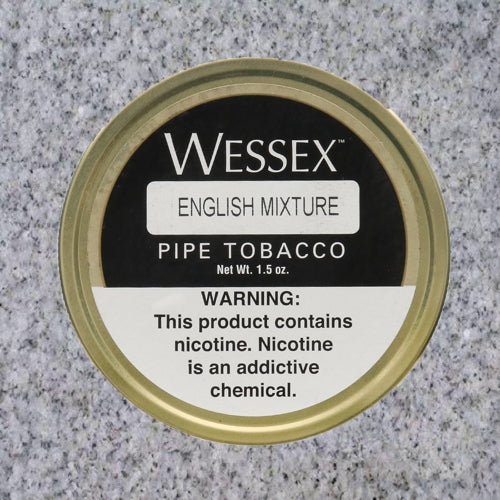 WESSEX™
ENGLISH MIXTURE
PIPE TOBACCO
Net Wt. 1.5 oz.
WARNING:
This product contains
nicotine. Nicotine
is an addictive
chemical.